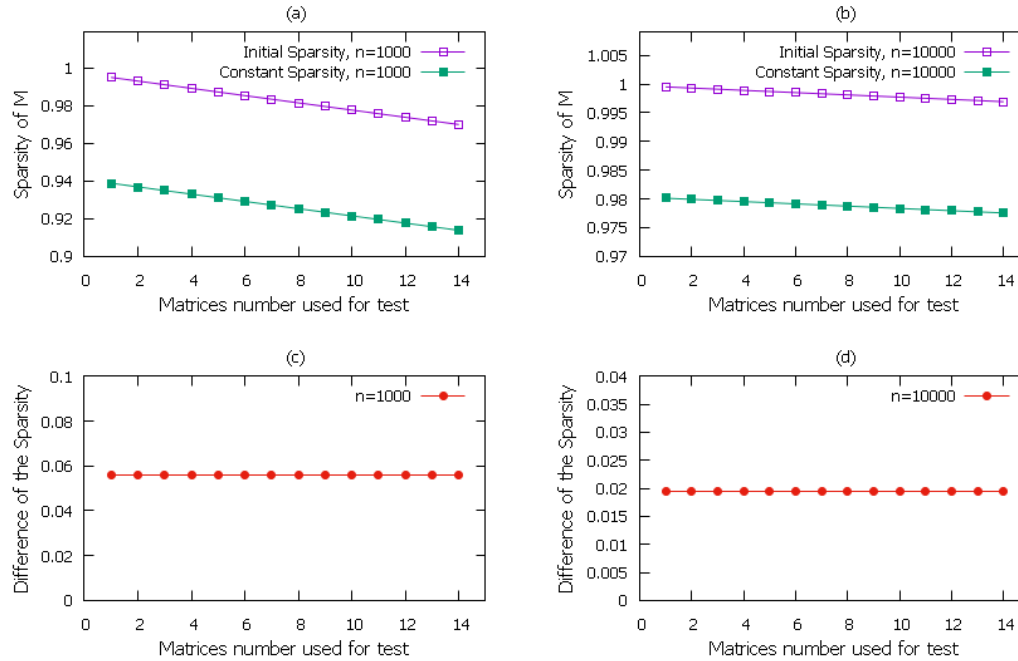 (a)
Initial Sparsity, n=1000
Constant Sparsity, n=1000
1
0.98
0.96
0.94
0.92
0.9
Sparsity of M
0 2 4 6 8 10 12 14
Matrices number used for test
(b)
Initial Sparsity, n=10000
Constant Sparsity, n=10000
1.005
1
0.995
0.99
0.985
0.98
0.975
0.97
Sparsity of M
0 2 4 6 8 10 12 14
Matrices number used for test
(c)
n=1000
0.1
0.08
0.06
0.04
0.02
0
Difference of the Sparsity
0 2 4 6 8 10 12 14
Matrices number used for test
(d)
n=10000
0.04
0.035
0.03
0.025
0.02
0.015
0.01
0.005
0
Difference of the Sparsity
0 2 4 6 8 10 12 14
Matrices number used for test